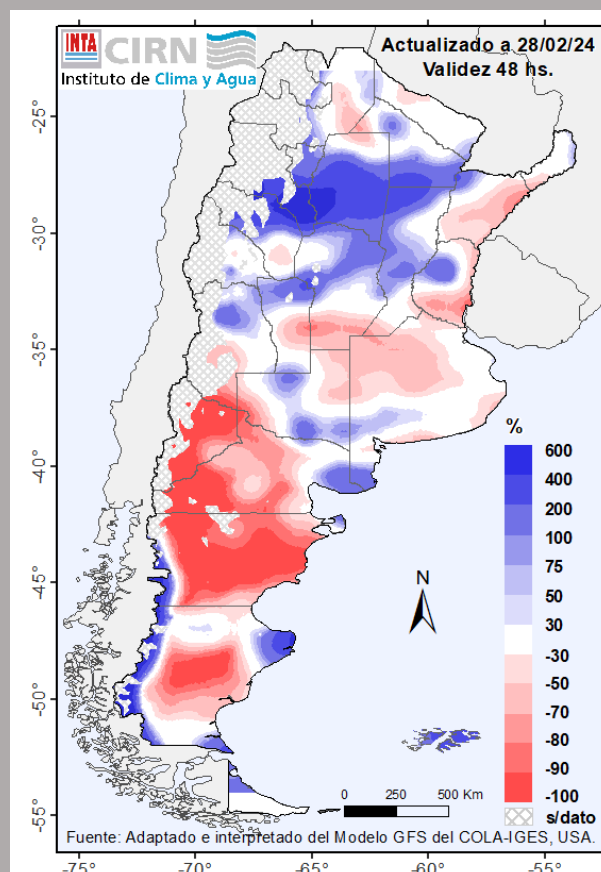 INTA CIRN
Instituto de Clima y Agua
Actualizado a 28/02/24
Validez 48 hs.
-25°
-30°
-35°
-40°
-45°
-50°
-55°
%
600
400
100
75
50
30
-30
-50
-70
-80
-90
-100
s/dato
N
0 250 500 Km
Fuente: Adaptado e interpretado del Modelo GFS del COLA-IGES, USA.
-75° -70° -65° -60° -55°